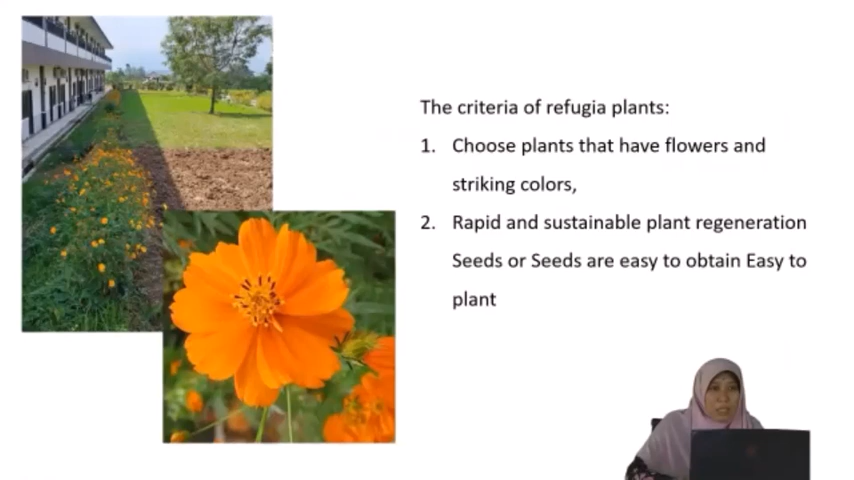 The criteria of refugia plants:
1. Choose plants that have flowers and
striking colors,
2. Rapid and sustainable plant regeneration
Seeds or Seeds are easy to obtain Easy to
plant